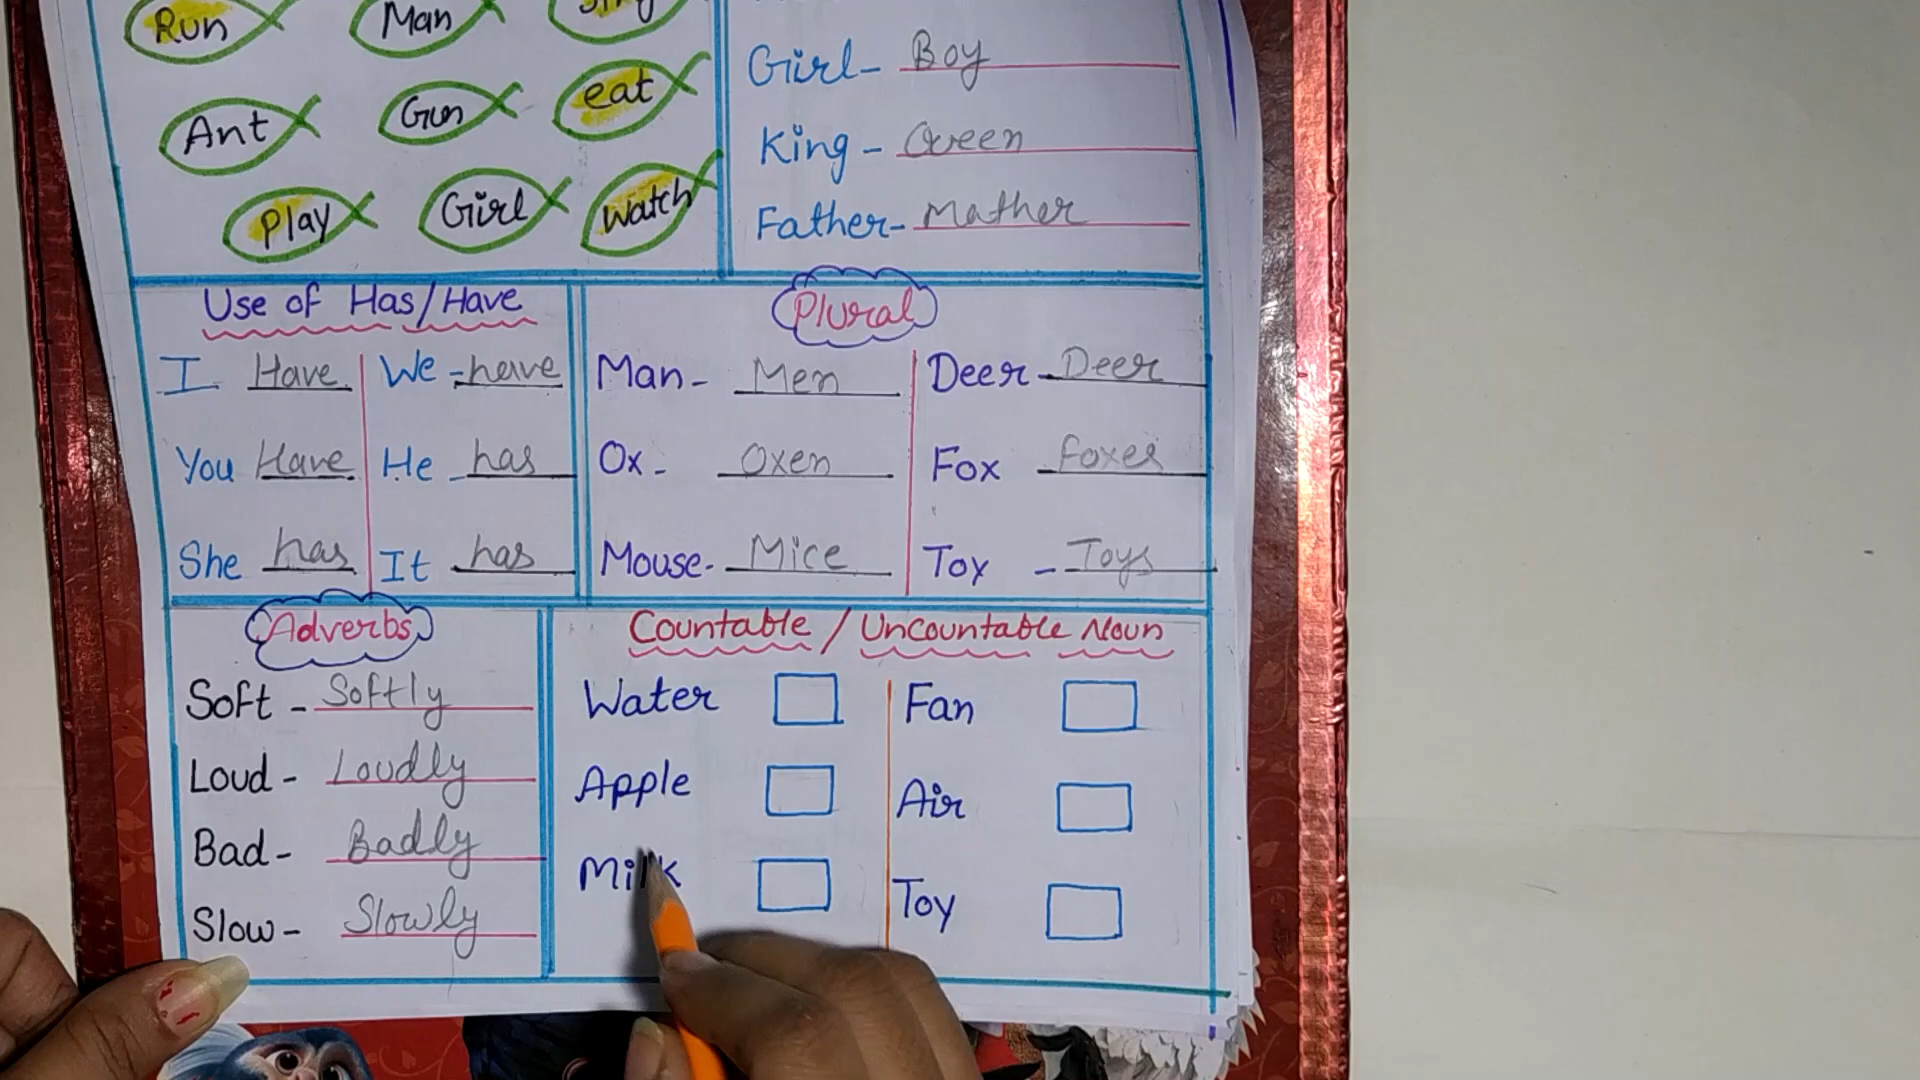 Run Man
Ant Gun eat
Play Girl Watch
Girl- Boy
King - Queen
Father- Mather
Use of Has/Have
I Have We - have
You Have He - has
She has It has
Plural
Man - Men Deer - Deer
Ox - Oxen Fox - Foxes
Mouse- Mice Toy - Toys
Adverbs
Soft - Softly
Loud - Loudly
Bad - Badly
Slow - Slowly
Countable / Uncountable Noun
Water Fan
Apple Air
Milk Toy